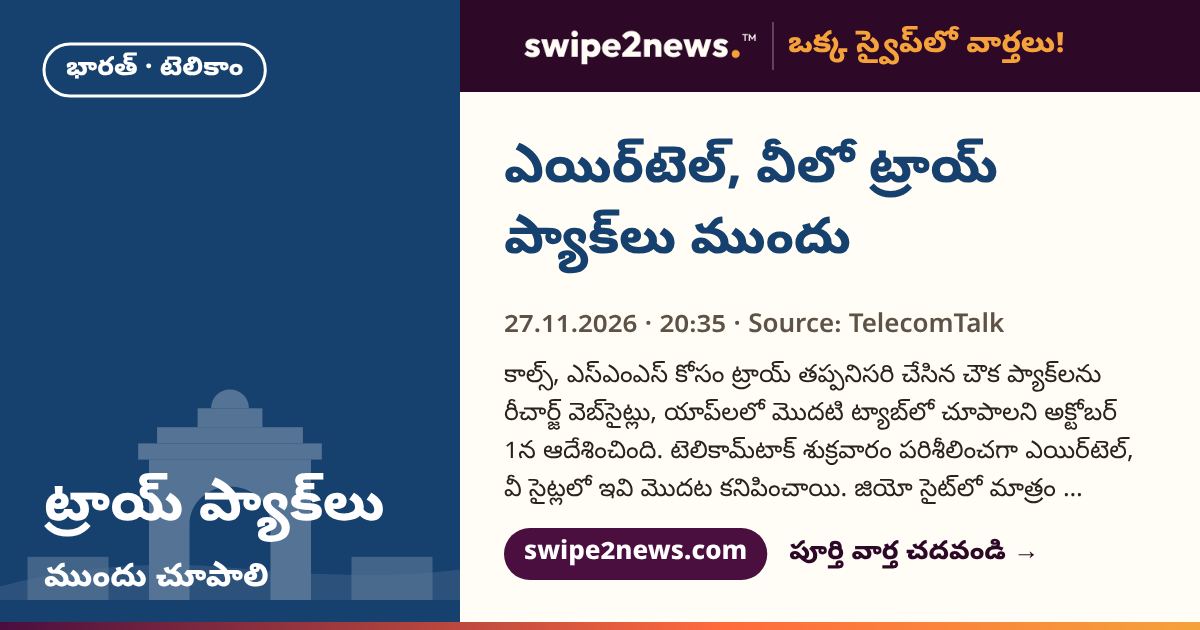 భారత్ · టెలికాం
ట్రాయ్ ప్యాక్‌లు
ముందు చూపాలి
swipe2news.™ ఒక్క స్వైప్‌లో వార్తలు!
ఎయిర్‌టెల్, వీలో ట్రాయ్
ప్యాక్‌లు ముందు
27.11.2026 · 20:35 · Source: TelecomTalk
కాల్స్, ఎస్ఎంఎస్ కోసం ట్రాయ్ తప్పనిసరి చేసిన చౌక ప్యాక్‌లను
రీచార్జ్ వెబ్‌సైట్లు, యాప్‌లలో మొదటి ట్యాబ్‌లో చూపాలని అక్టోబర్
1న ఆదేశించింది. టెలికామ్‌టాక్ శుక్రవారం పరిశీలించగా ఎయిర్‌టెల్,
వీ సైట్లలో ఇవి మొదట కనిపించాయి. జియో సైట్‌లో మాత్రం ...
swipe2news.com పూర్తి వార్త చదవండి →